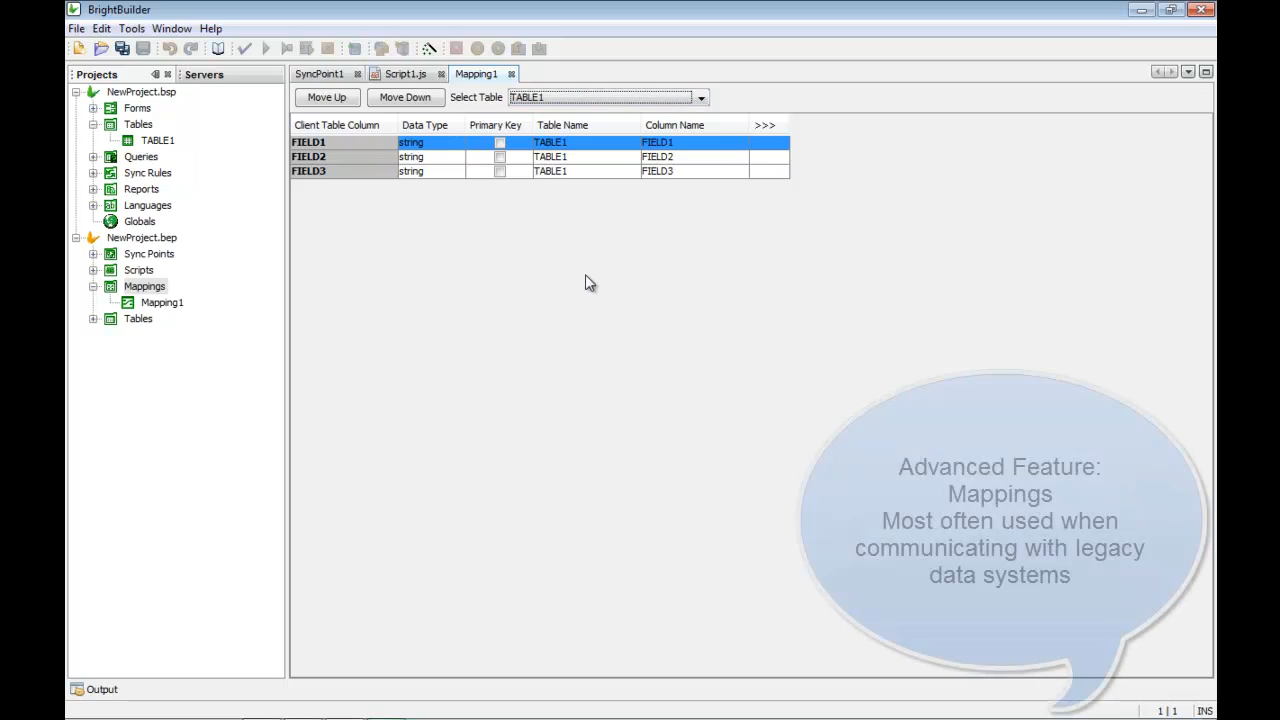 BrightBuilder
File Edit Tools Window Help
Projects Servers
NewProject.bsp
Forms
Tables
TABLE1
Queries
Sync Rules
Reports
Languages
Globals
NewProject.bep
Sync Points
Scripts
Mappings
Mapping1
Tables
SyncPoint1 Script1.js Mapping1
Move Up Move Down Select Table TABLE1
Client Table Column Data Type Primary Key Table Name Column Name >>>
FIELD1 string TABLE1 FIELD1
FIELD2 string TABLE1 FIELD2
FIELD3 string TABLE1 FIELD3
Advanced Feature:
Mappings
Most often used when
communicating with legacy
data systems
Output
1 | 1 INS